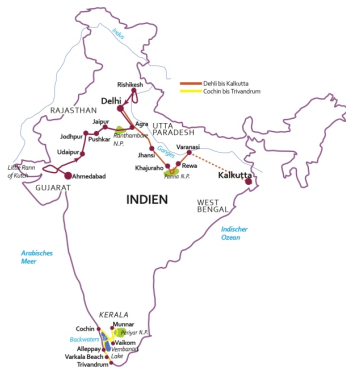 Indus
Rishikesh
Dehli bis Kalkutta
Cochin bis Trivandrum
Delhi
RAJASTHAN
Jaipur
Agra
UTTA
PRADESH
Ranthambore
N.P.
Jodhpur
Pushkar
Udaipur
Jhansi
Ganges
Varanasi
Khajuraho
Rewa
Panna N.P.
Kalkutta
Little Rann
of Kutch
Ahmedabad
GUJARAT
INDIEN
WEST
BENGAL
Arabisches
Meer
Indischer
Ozean
KERALA
Cochin
Munnar
Periyar N.P.
Backwaters
Vaikom
Alleppay
Vembanad
Lake
Varkala Beach
Trivandrum